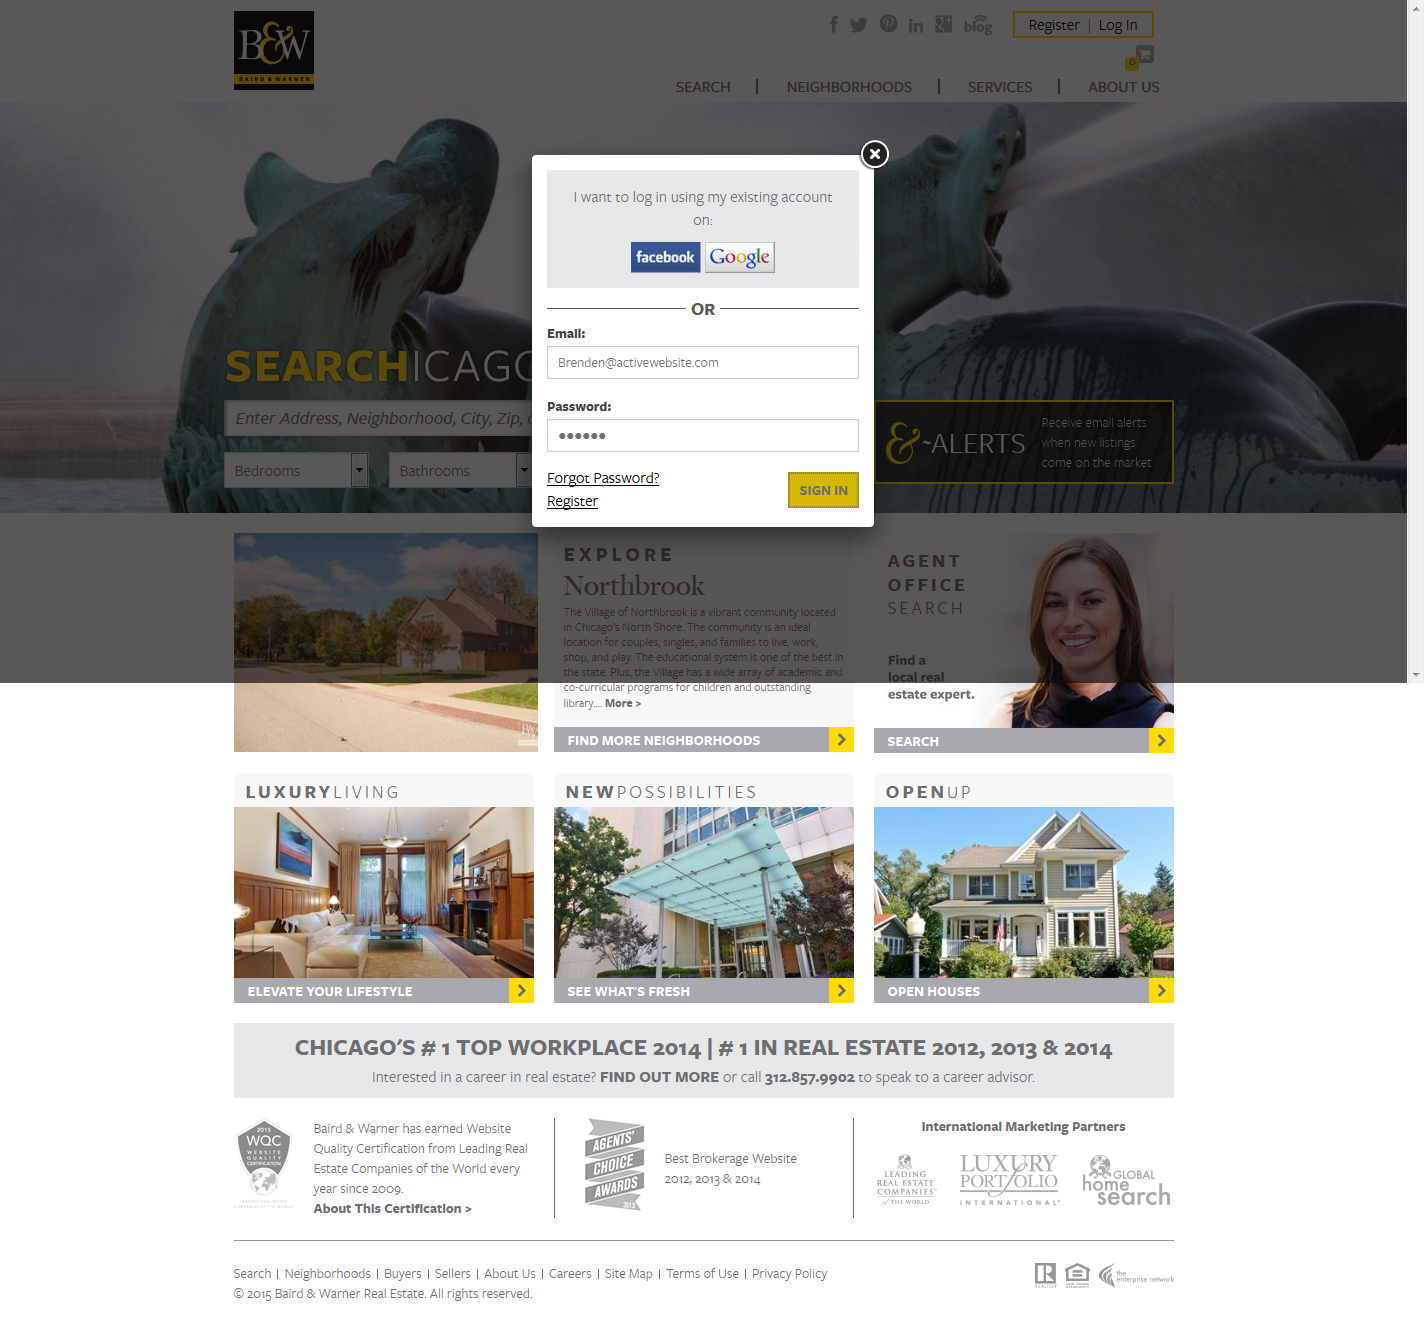 B&W
BAIRD & WARNER
blog
Register | Log In
0
SEARCH
NEIGHBORHOODS
SERVICES
ABOUT US
I want to log in using my existing account
on:
facebook
Google
OR
Email:
Brenden@activewebsite.com
Password:
••••••
Forgot Password?
Register
SIGN IN
SEARCHICAGO
Enter Address, Neighborhood, City, Zip,
Bedrooms
Bathrooms
&~ALERTS
Receive email alerts
when new listings
come on the market
EXPLORE
Northbrook
The Village of Northbrook is a vibrant community located
in Chicago's North Shore. The community is an ideal
location for couples, singles, and families to live, work,
shop, and play. The educational system is one of the best in
the state. Plus, the Village has a wide array of academic and
co-curricular programs for children and outstanding
library.... More >
FIND MORE NEIGHBORHOODS
AGENT
OFFICE
SEARCH
Find a
local real
estate expert.
SEARCH
LUXURYLIVING
ELEVATE YOUR LIFESTYLE
NEWPOSSIBILITIES
SEE WHAT'S FRESH
OPENUP
OPEN HOUSES
CHICAGO'S # 1 TOP WORKPLACE 2014 | # 1 IN REAL ESTATE 2012, 2013 & 2014
Interested in a career in real estate? FIND OUT MORE or call 312.857.9902 to speak to a career advisor.
2015
WQC
WEBSITE
QUALITY
CERTIFICATION
Baird & Warner has earned Website
Quality Certification from Leading Real
Estate Companies of the World every
year since 2009.
About This Certification >
AGENTS'
CHOICE
AWARDS
2013
Best Brokerage Website
2012, 2013 & 2014
International Marketing Partners
LEADING
REAL ESTATE
COMPANIES
of THE WORLD
LUXURY
PORTFOLIO
INTERNATIONAL
GLOBAL
home
search
Search | Neighborhoods | Buyers | Sellers | About Us | Careers | Site Map | Terms of Use | Privacy Policy
© 2015 Baird & Warner Real Estate. All rights reserved.
REALTOR
the
enterprise network